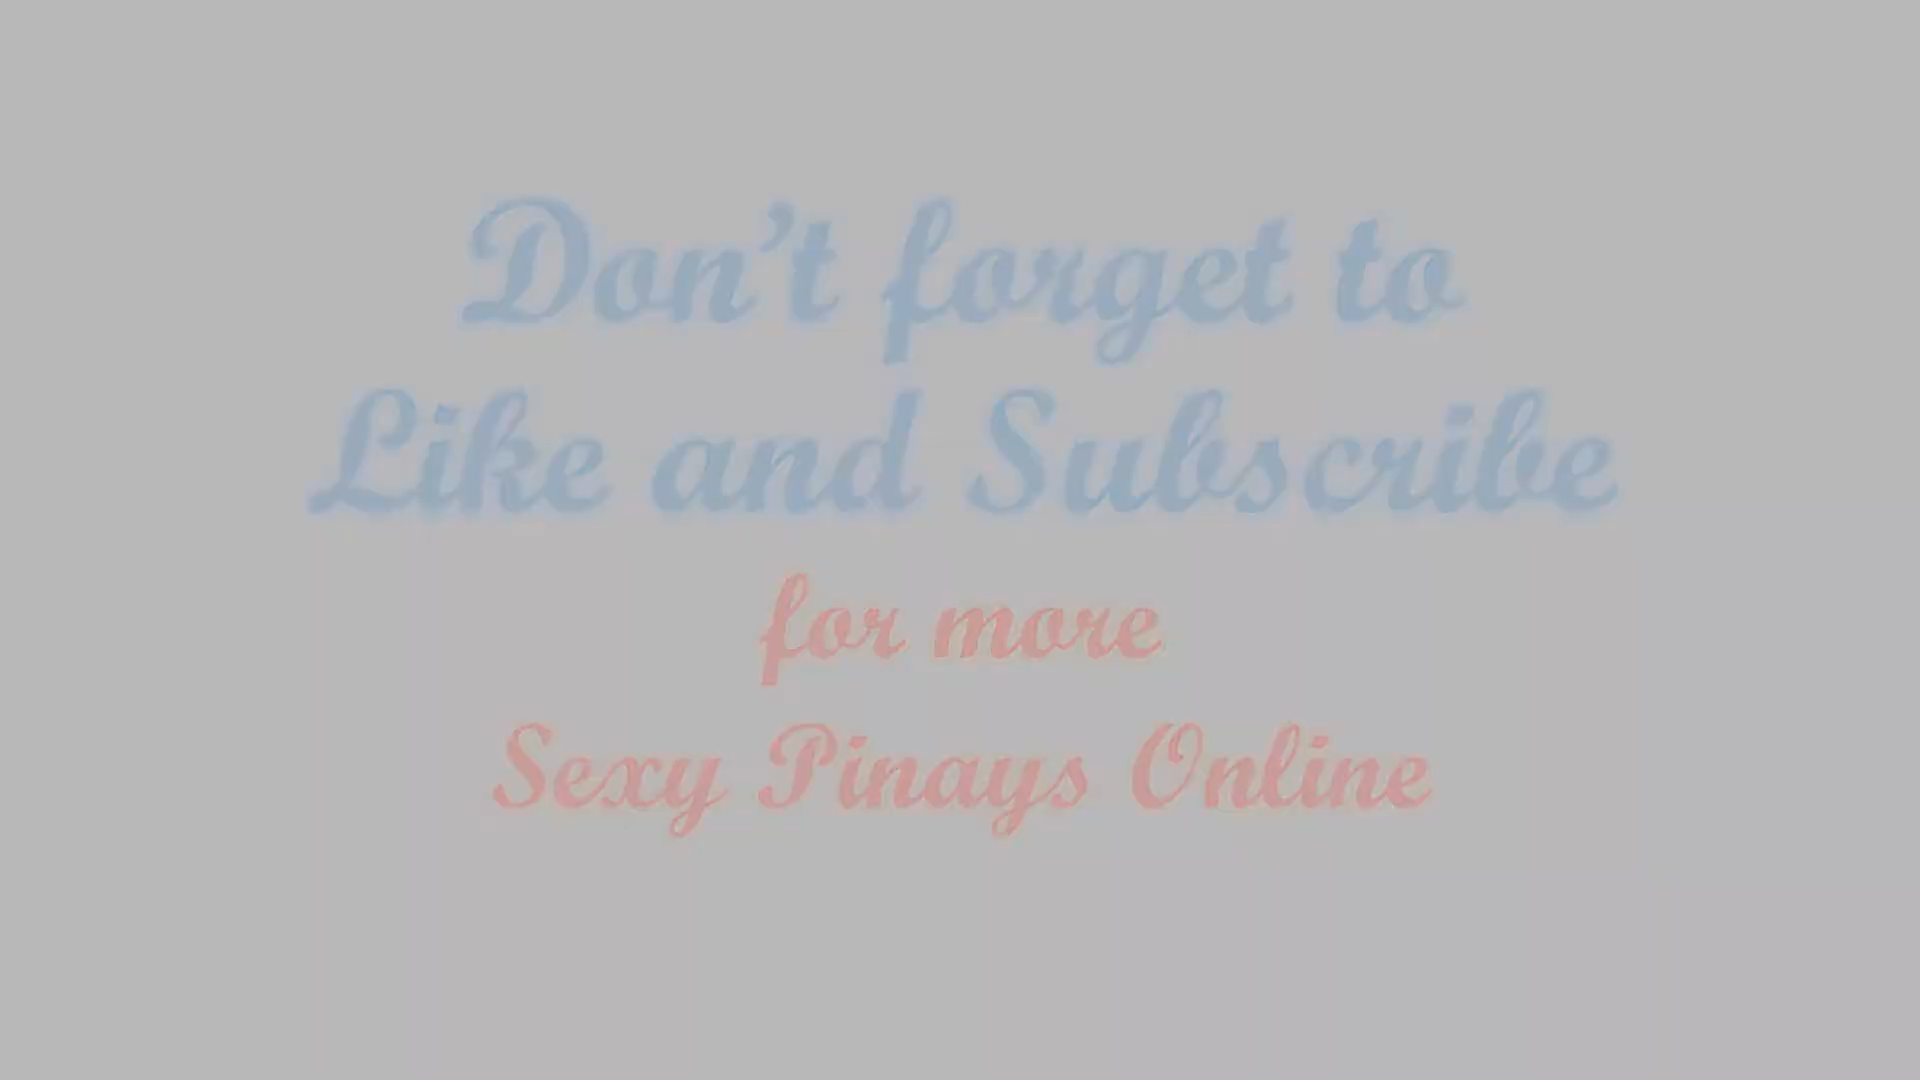 Don't forget to
Like and Subscribe
for more
Sexy Pinays Online